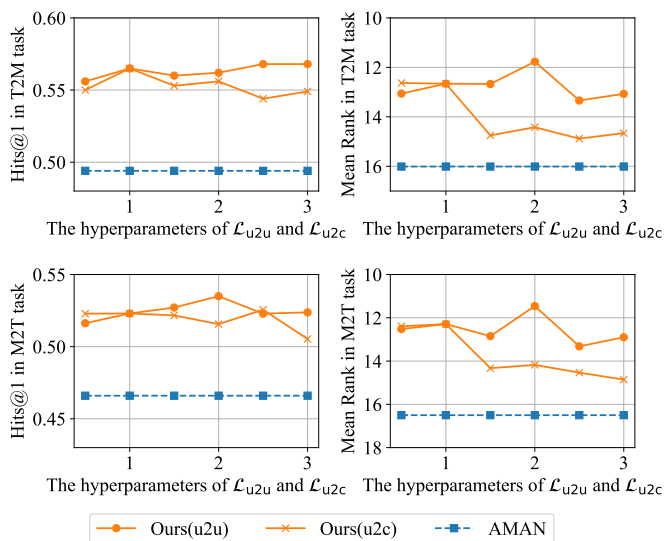 0.60
0.55
0.50
Hits@1 in T2M task
1 2 3
The hyperparameters of ℒu2u and ℒu2c
10
12
14
16
Mean Rank in T2M task
1 2 3
The hyperparameters of ℒu2u and ℒu2c
0.55
0.50
0.45
Hits@1 in M2T task
1 2 3
The hyperparameters of ℒu2u and ℒu2c
10
12
14
16
18
Mean Rank in M2T task
1 2 3
The hyperparameters of ℒu2u and ℒu2c
Ours(u2u) Ours(u2c) AMAN